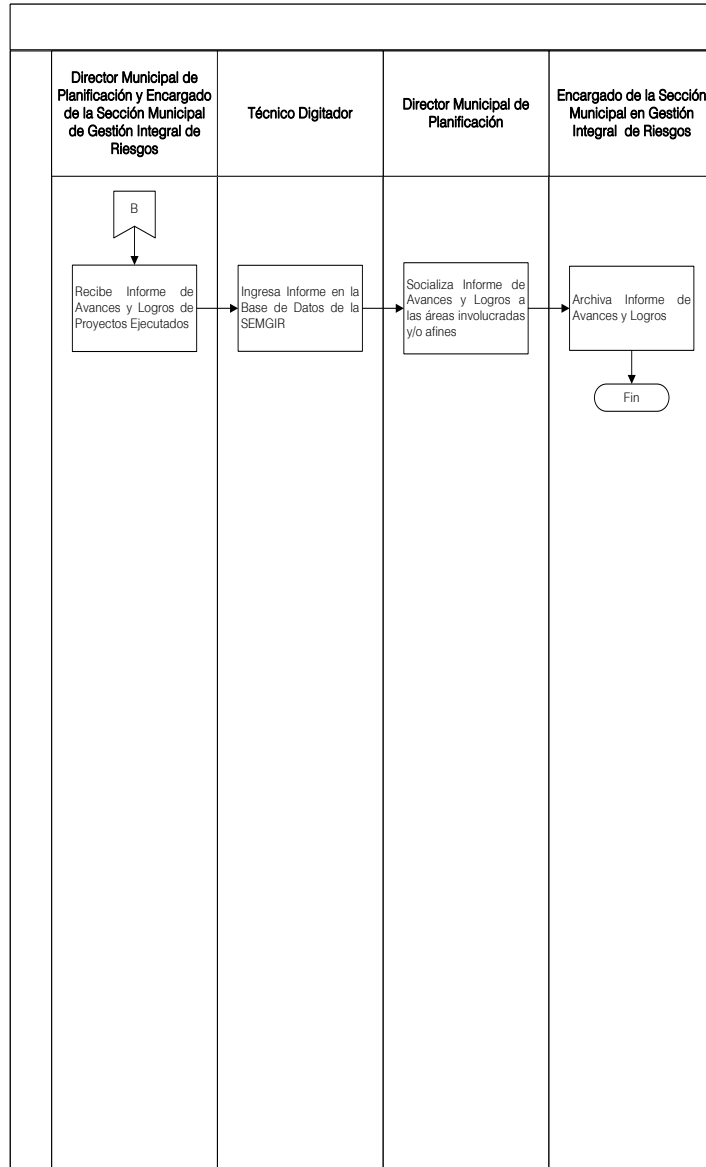 Director Municipal de
Planificación y Encargado
de la Sección Municipal
de Gestión Integral de
Riesgos
Técnico Digitador
Director Municipal de
Planificación
Encargado de la Sección
Municipal en Gestión
Integral de Riesgos
B
Recibe Informe de
Avances y Logros de
Proyectos Ejecutados
Ingresa Informe en la
Base de Datos de la
SEMGIR
Socializa Informe de
Avances y Logros a
las áreas involucradas
y/o afines
Archiva Informe de
Avances y Logros
Fin